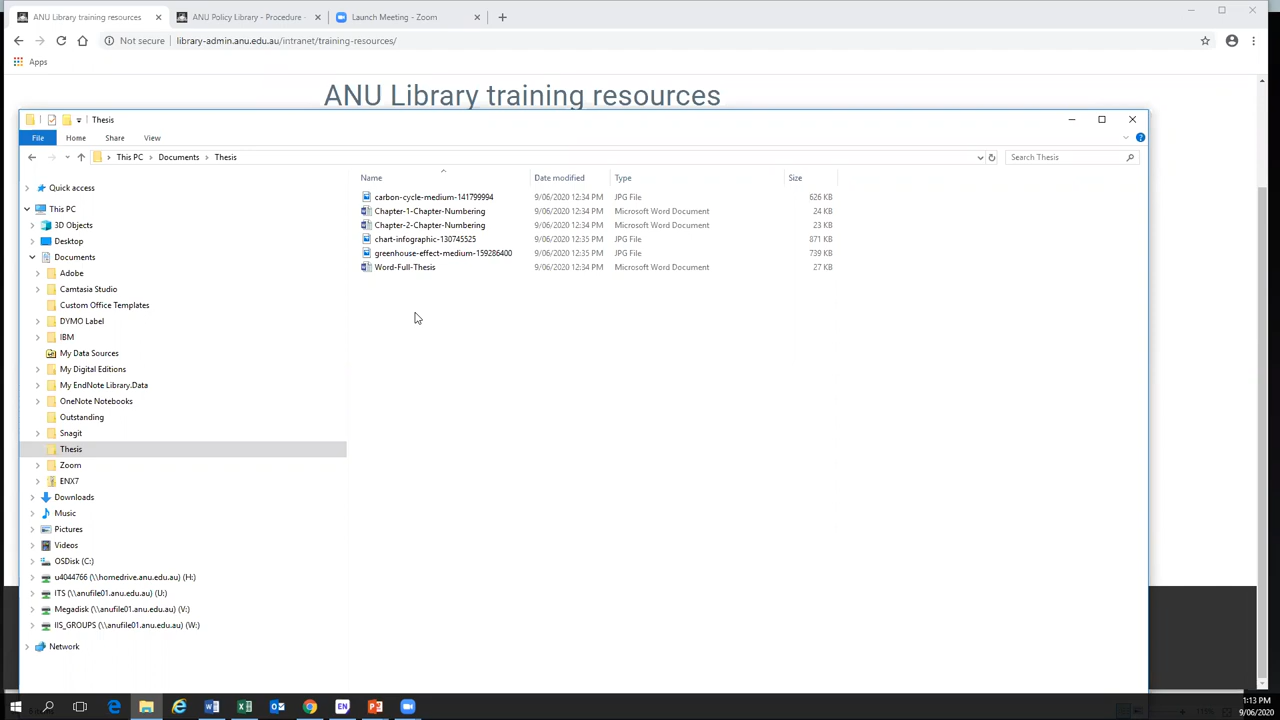 ANU Library training resources
ANU Policy Library - Procedure -
Launch Meeting - Zoom
Not secure
library-admin.anu.edu.au/intranet/training-resources/
Apps
ANU Library training resources
Thesis
File
Home
Share
View
This PC
Documents
Thesis
Search Thesis
Name
Date modified
Type
Size
Quick access
carbon-cycle-medium-141799994 9/06/2020 12:34 PM JPG File 626 KB
This PC
Chapter-1-Chapter-Numbering 9/06/2020 12:34 PM Microsoft Word Document 24 KB
3D Objects
Chapter-2-Chapter-Numbering 9/06/2020 12:34 PM Microsoft Word Document 23 KB
Desktop
chart-infographic-130745525 9/06/2020 12:35 PM JPG File 871 KB
Documents
greenhouse-effect-medium-159286400 9/06/2020 12:35 PM JPG File 739 KB
Adobe
Word-Full-Thesis 9/06/2020 12:34 PM Microsoft Word Document 27 KB
Camtasia Studio
Custom Office Templates
DYMO Label
IBM
My Data Sources
My Digital Editions
My EndNote Library.Data
OneNote Notebooks
Outstanding
Snagit
Thesis
Zoom
ENX7
Downloads
Music
Pictures
Videos
OSDisk (C:)
u4044766 (\\homedrive.anu.edu.au) (H:)
ITS (\\anufile01.anu.edu.au) (U:)
Megadisk (\\anufile01.anu.edu.au) (V:)
IIS_GROUPS (\\anufile01.anu.edu.au) (W:)
Network
EN
1:13 PM
9/06/2020